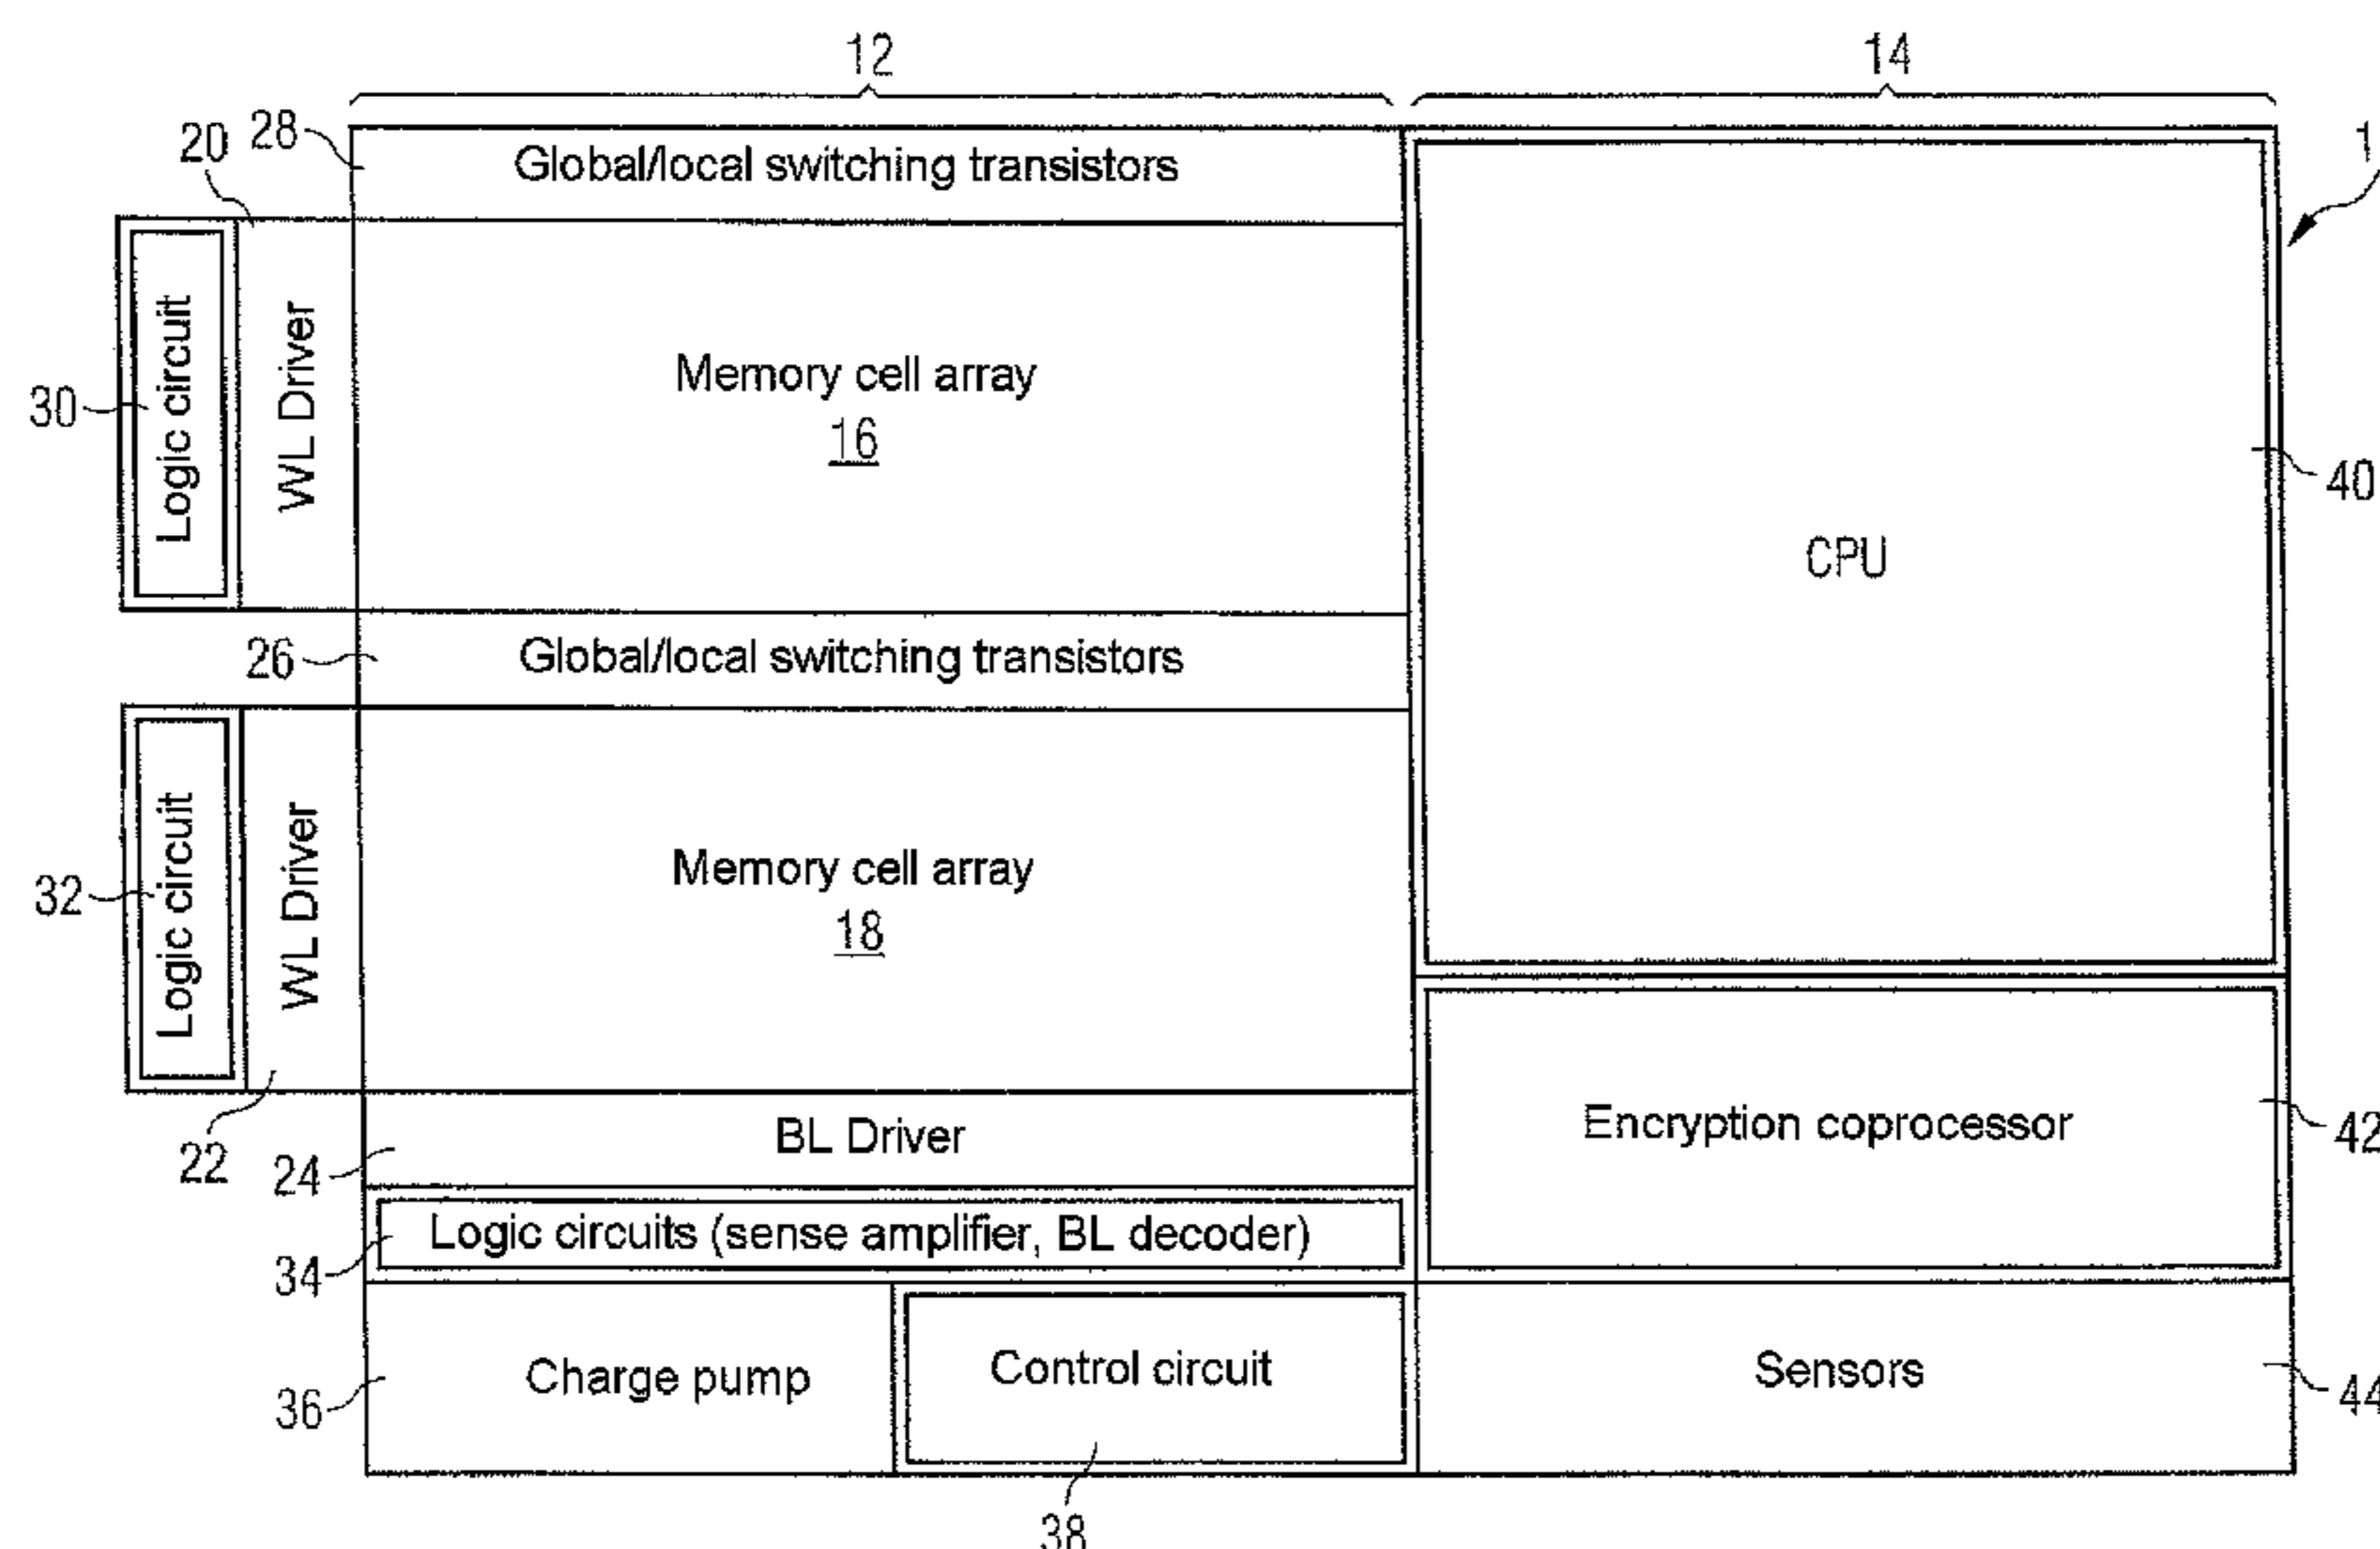 12
14
28
20
1
Global/local switching transistors
Logic circuit
WL Driver
Memory cell array
16
30
40
CPU
26
Global/local switching transistors
Logic circuit
WL Driver
Memory cell array
18
32
22
24
BL Driver
Encryption coprocessor
42
34
Logic circuits (sense amplifier, BL decoder)
36
Charge pump
Control circuit
Sensors
44
38